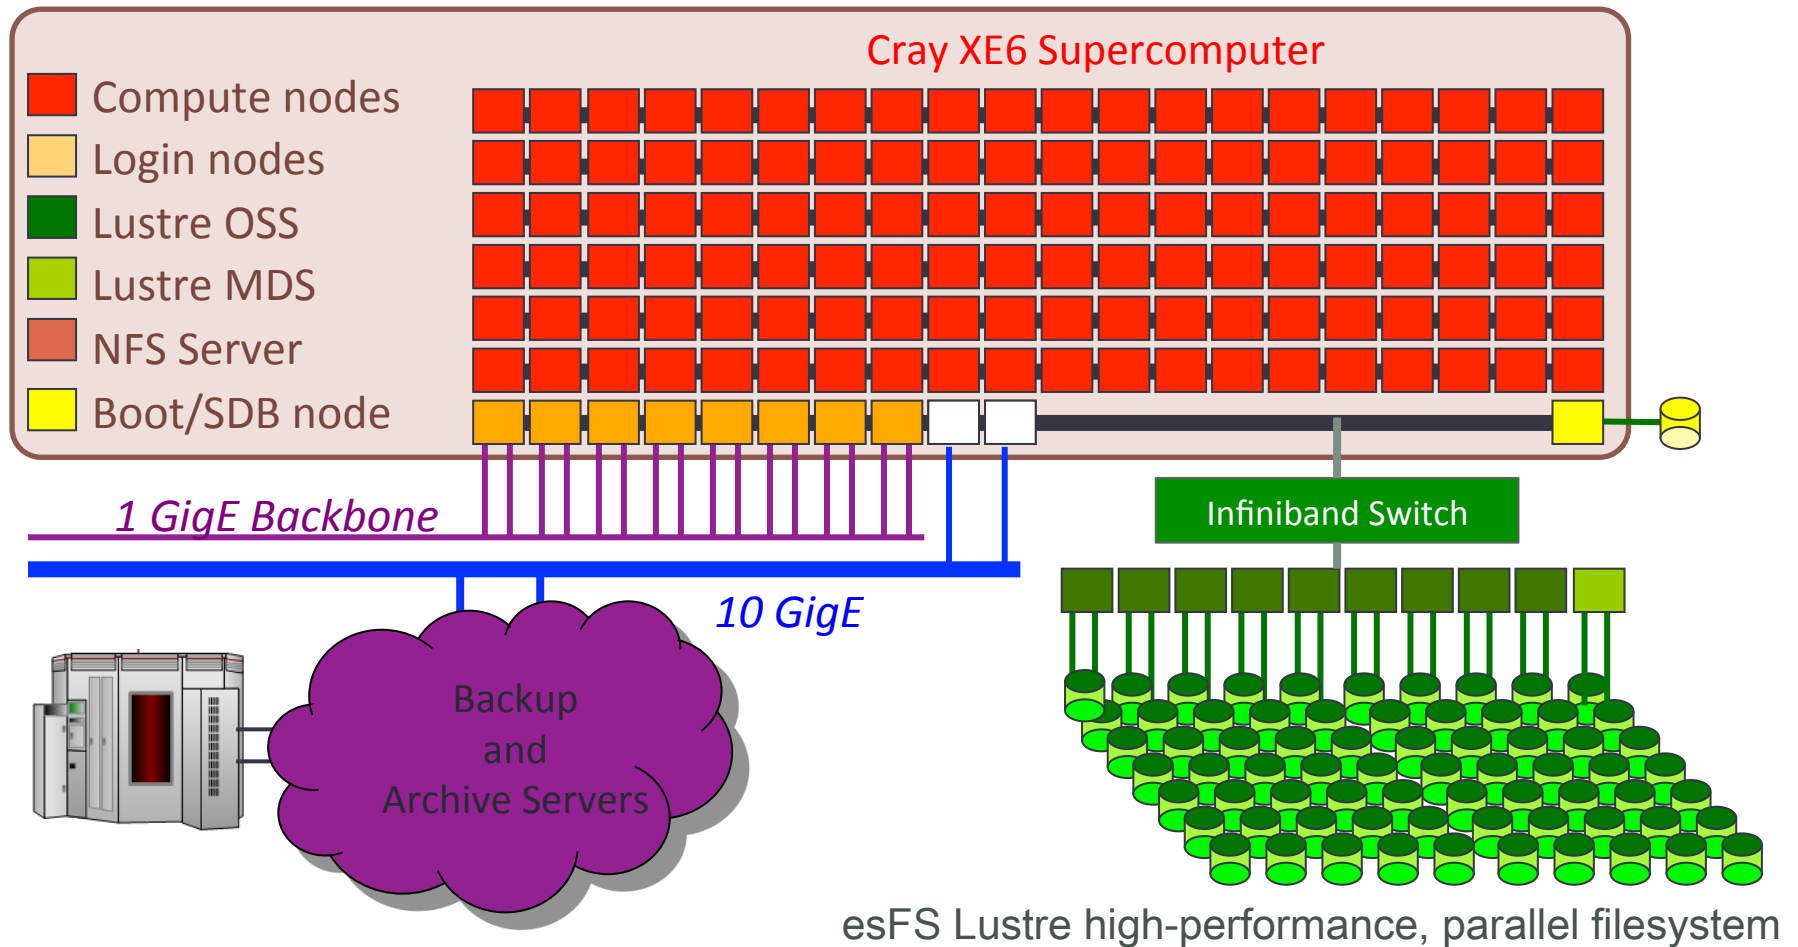 Cray XE6 Supercomputer
Compute nodes
Login nodes
Lustre OSS
Lustre MDS
NFS Server
Boot/SDB node
1 GigE Backbone
Infiniband Switch
10 GigE
Backup
and
Archive Servers
esFS Lustre high-performance, parallel filesystem